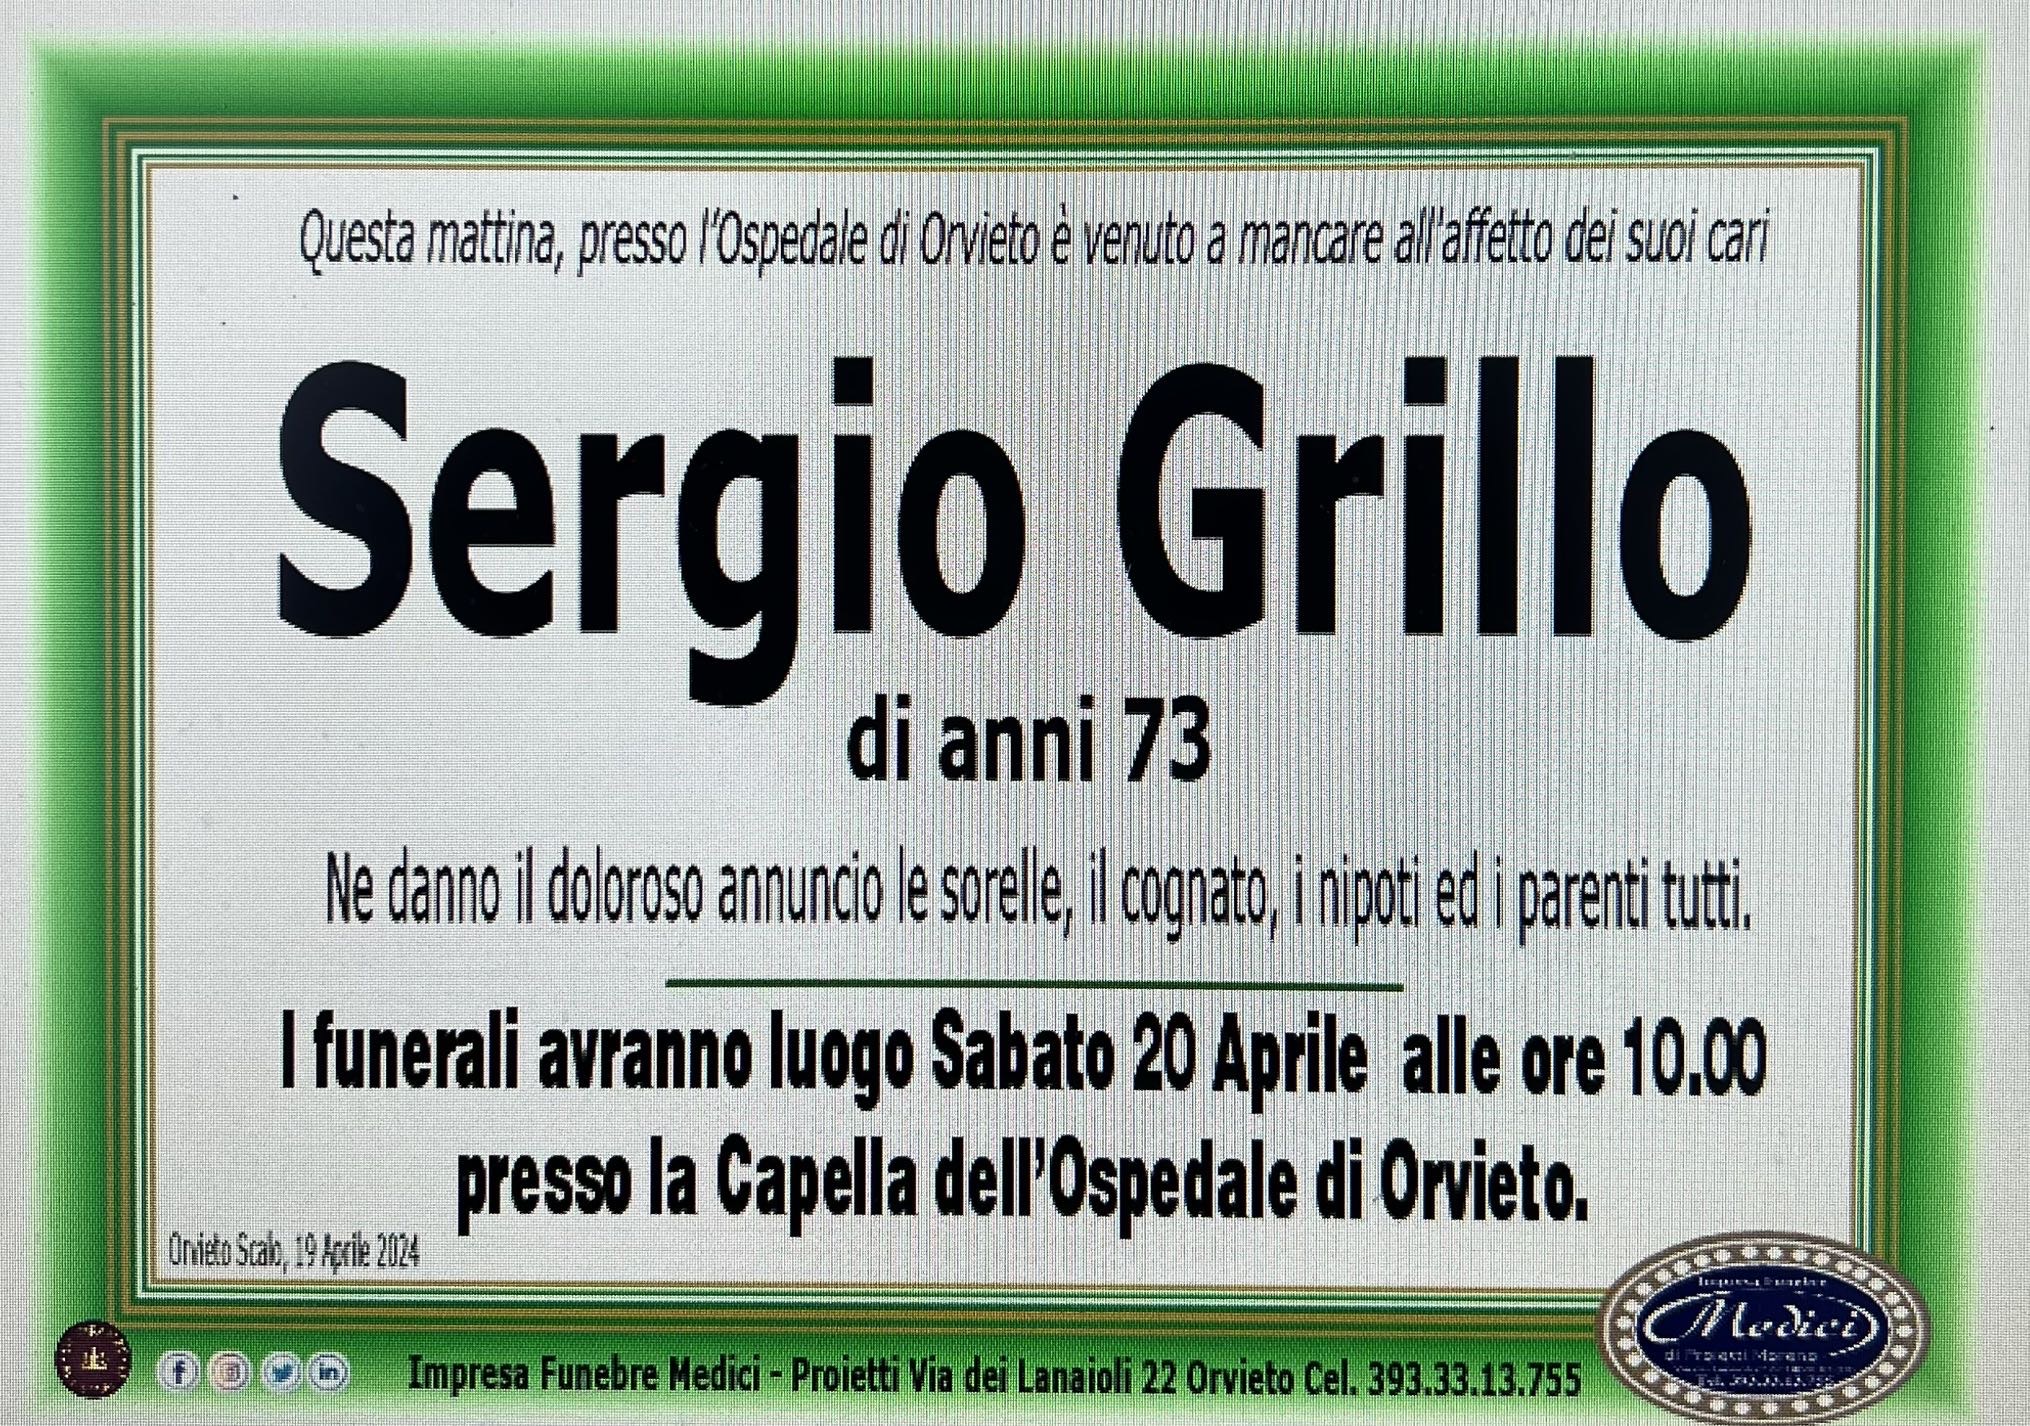 Questa mattina, presso l'Ospedale di Orvieto è venuto a mancare all'affetto dei suoi cari
Sergio Grillo
di anni 73
Ne danno il doloroso annuncio le sorelle, il cognato, i nipoti ed i parenti tutti.
I funerali avranno luogo Sabato 20 Aprile alle ore 10.00
presso la Capella dell'Ospedale di Orvieto.
Orvieto Scalo, 19 Aprile 2024
Impresa Funebre Medici - Proietti Via dei Lanaioli 22 Orvieto Cel. 393.33.13.755
Impresa Funebre
Medici